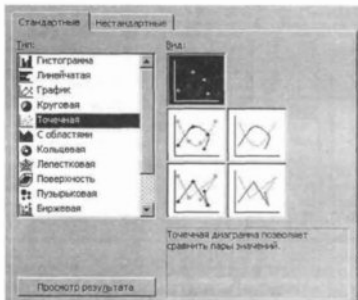 Стандартные
Нестандартные
Тип:
Гистограмма
Линейчатая
График
Круговая
Точечная
С областями
Кольцевая
Лепестковая
Поверхность
Пузырьковая
Биржевая
Вид:
Точечная диаграмма позволяет
сравнить пары значений.
Просмотр результата